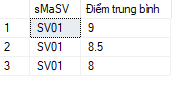 sMaSV Điểm trung bình
1 SV01 9
2 SV01 8.5
3 SV01 8